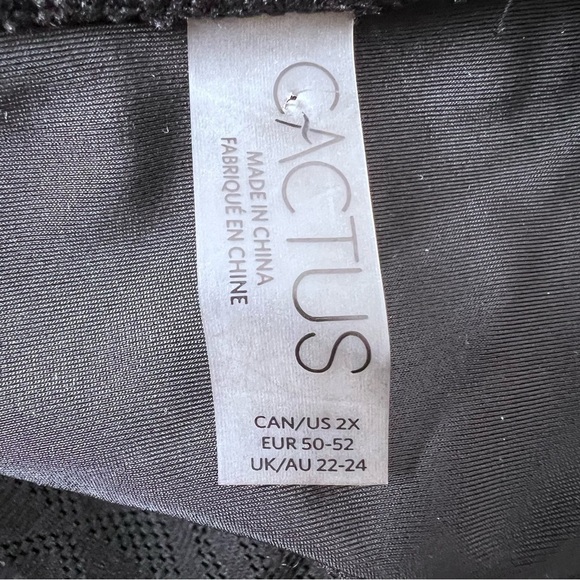 CACTUS
MADE IN CHINA
FABRIQUÉ EN CHINE
CAN/US 2X
EUR 50-52
UK/AU 22-24